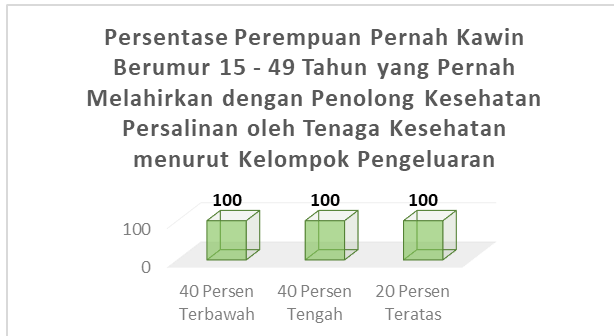 Persentase Perempuan Pernah Kawin
Berumur 15 - 49 Tahun yang Pernah
Melahirkan dengan Penolong Kesehatan
Persalinan oleh Tenaga Kesehatan
menurut Kelompok Pengeluaran
100 100 100
100
0
40 Persen 40 Persen 20 Persen
Terbawah Tengah Teratas